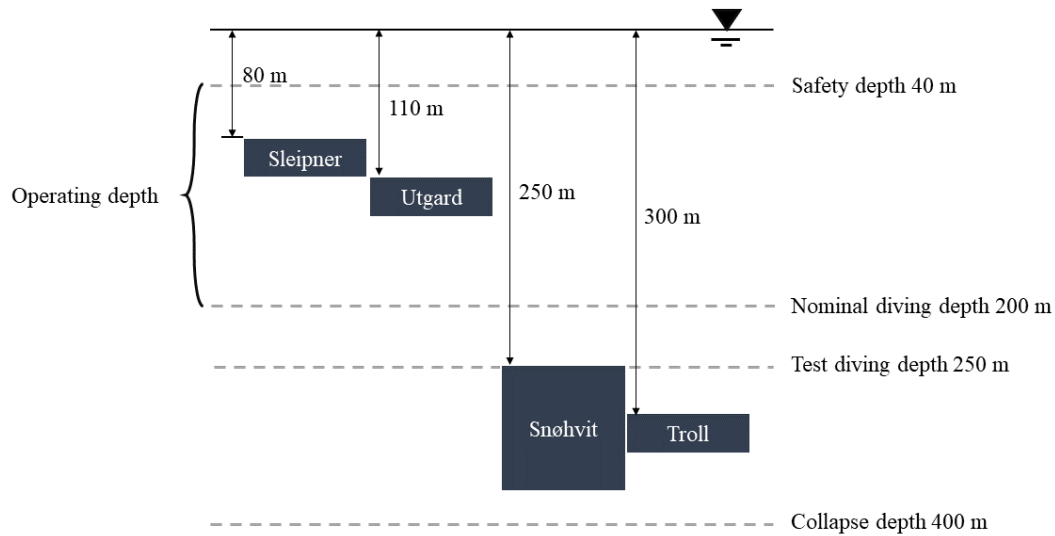 80 m
Safety depth 40 m
110 m
Sleipner
Utgard
Operating depth
250 m
300 m
Nominal diving depth 200 m
Test diving depth 250 m
Snøhvit
Troll
Collapse depth 400 m